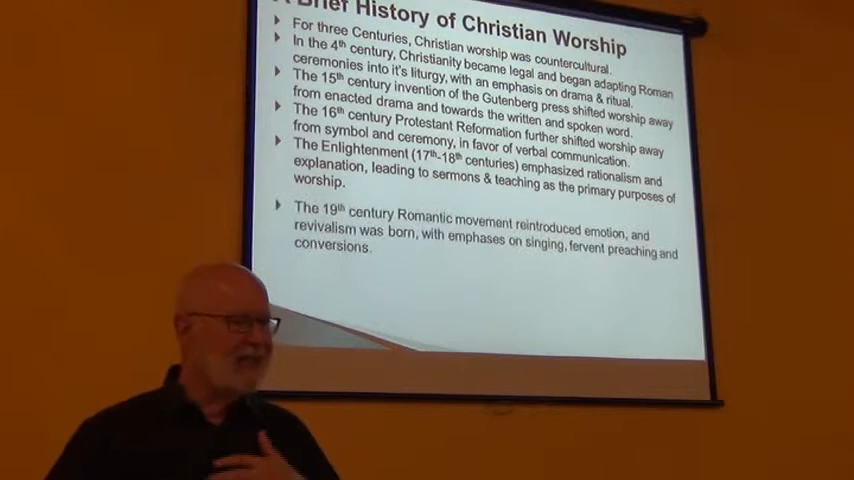 A Brief History of Christian Worship
For three Centuries, Christian worship was countercultural.
In the 4th century, Christianity became legal and began adapting Roman
ceremonies into it's liturgy, with an emphasis on drama & ritual.
The 15th century invention of the Gutenberg press shifted worship away
from enacted drama and towards the written and spoken word.
The 16th century Protestant Reformation further shifted worship away
from symbol and ceremony, in favor of verbal communication.
The Enlightenment (17th-18th centuries) emphasized rationalism and
explanation, leading to sermons & teaching as the primary purposes of
worship.
The 19th century Romantic movement reintroduced emotion, and
revivalism was born, with emphases on singing, fervent preaching and
conversions.